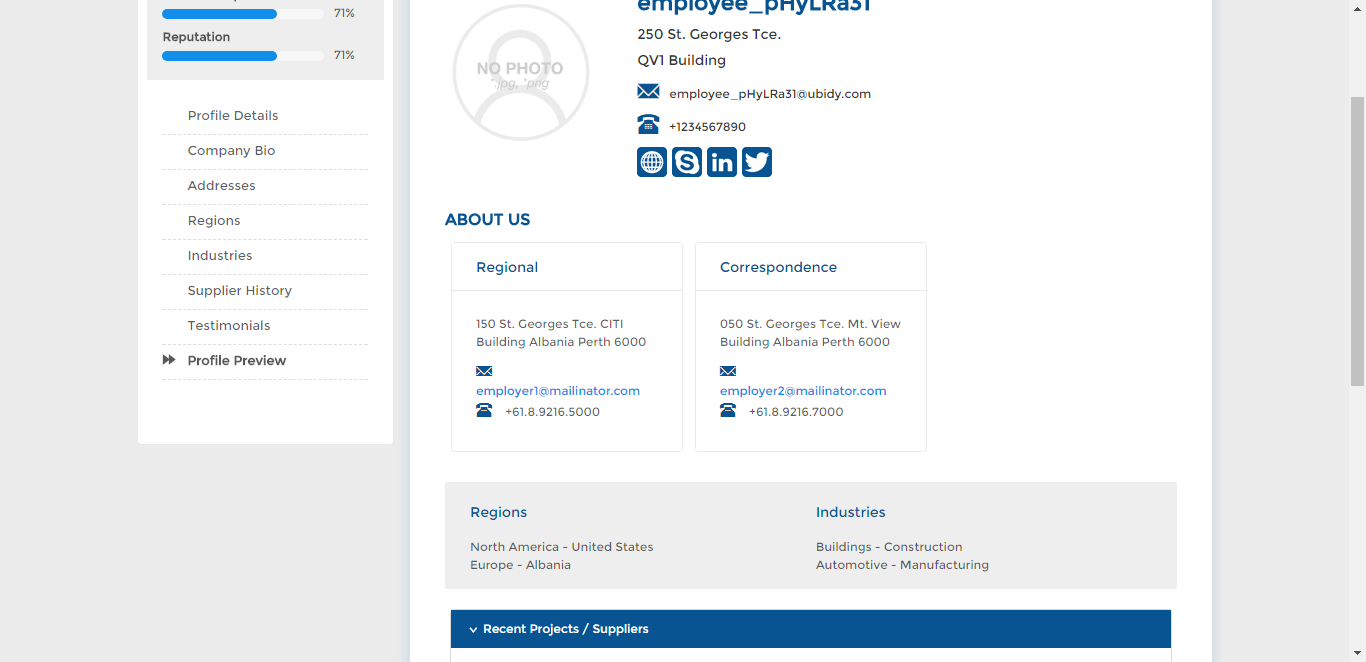 71%
Reputation
71%
Profile Details
Company Bio
Addresses
Regions
Industries
Supplier History
Testimonials
Profile Preview
NO PHOTO
*.jpg, *png
employee_pHyLRa31
250 St. Georges Tce.
QV1 Building
employee_pHyLRa31@ubidy.com
+1234567890
ABOUT US
Regional
150 St. Georges Tce. CITI
Building Albania Perth 6000
employer1@mailinator.com
+61.8.9216.5000
Correspondence
050 St. Georges Tce. Mt. View
Building Albania Perth 6000
employer2@mailinator.com
+61.8.9216.7000
Regions
North America - United States
Europe - Albania
Industries
Buildings - Construction
Automotive - Manufacturing
Recent Projects / Suppliers